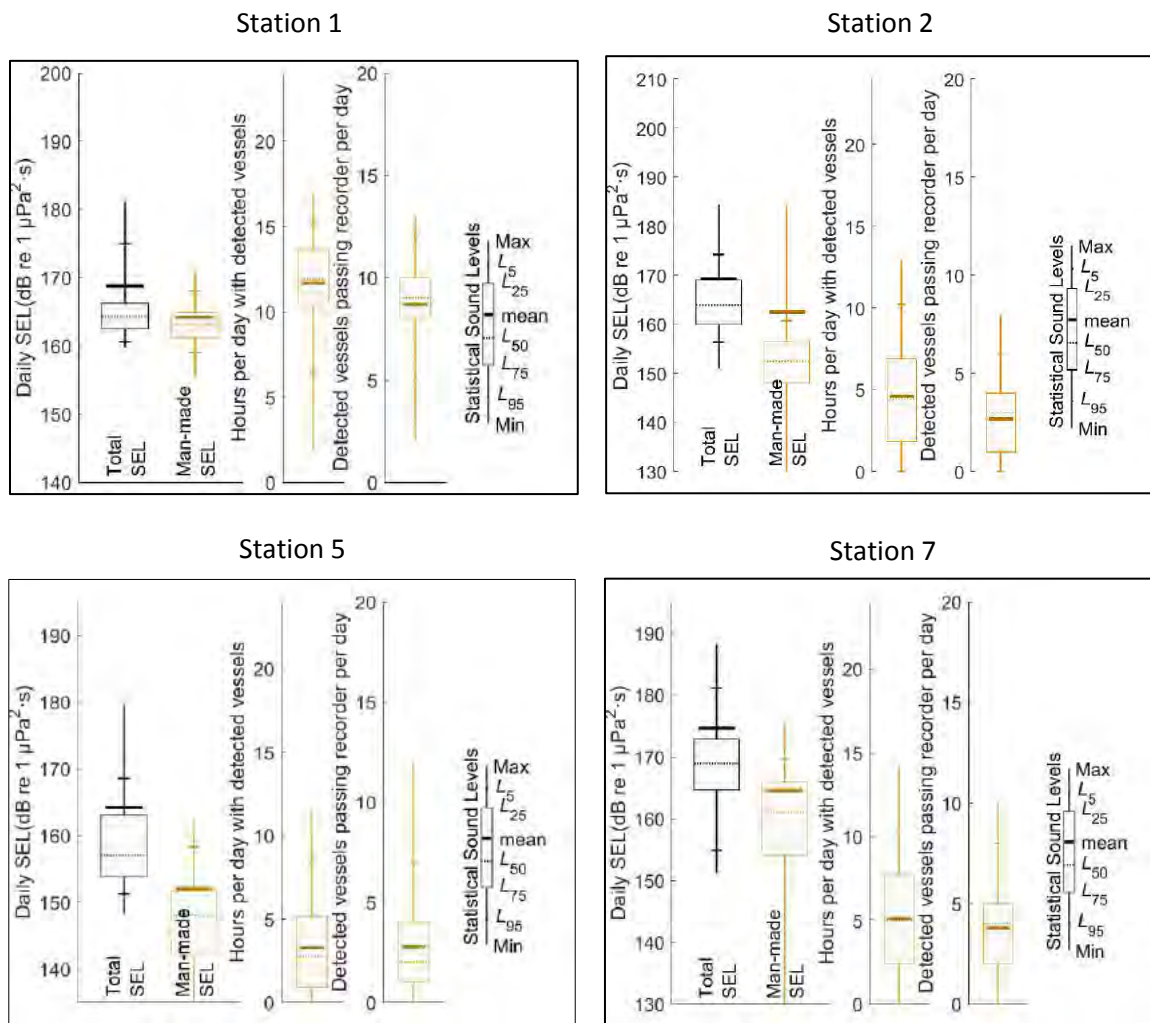 Station 1
200
190
180
170
160
150
140
Daily SEL(dB re 1 µPa²·s)
Total
SEL
Man-made
SEL
Hours per day with detected vessels
20
15
10
5
0
Detected vessels passing recorder per day
20
15
10
5
0
Statistical Sound Levels
Max
L5
L25
mean
L50
L75
L95
Min
Station 2
210
200
190
180
170
160
150
140
130
Daily SEL(dB re 1 µPa²·s)
Total
SEL
Man-made
SEL
Hours per day with detected vessels
20
15
10
5
0
Detected vessels passing recorder per day
20
15
10
5
0
Statistical Sound Levels
Max
L5
L25
mean
L50
L75
L95
Min
Station 5
190
180
170
160
150
140
Daily SEL(dB re 1 µPa²·s)
Total
SEL
Man-made
SEL
Hours per day with detected vessels
20
15
10
5
0
Detected vessels passing recorder per day
20
15
10
5
0
Statistical Sound Levels
Max
L5
L25
mean
L50
L75
L95
Min
Station 7
190
180
170
160
150
140
130
Daily SEL(dB re 1 µPa²·s)
Total
SEL
Man-made
SEL
Hours per day with detected vessels
20
15
10
5
0
Detected vessels passing recorder per day
20
15
10
5
0
Statistical Sound Levels
Max
L5
L25
mean
L50
L75
L95
Min